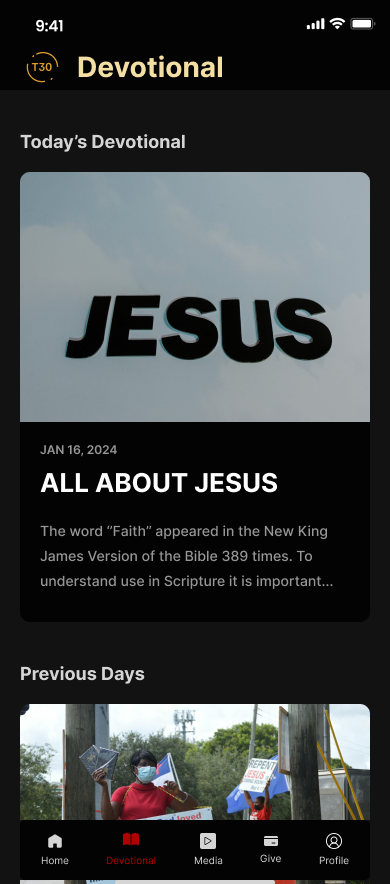 9:41
T30
Devotional
Today’s Devotional
JESUS
JAN 16, 2024
ALL ABOUT JESUS
The word “Faith” appeared in the New King
James Version of the Bible 389 times. To
understand use in Scripture it is important...
Previous Days
REPENT
JESUS
loved
Home Devotional Media Give Profile